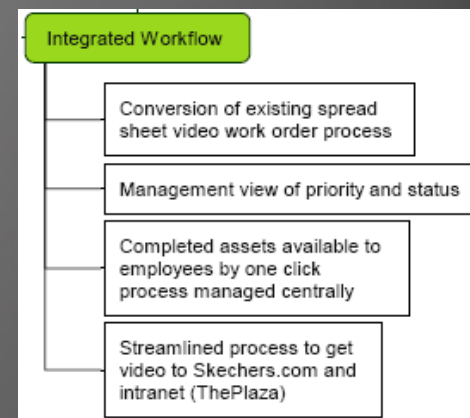 Integrated Workflow
Conversion of existing spread
sheet video work order process
Management view of priority and status
Completed assets available to
employees by one click
process managed centrally
Streamlined process to get
video to Skechers.com and
intranet (ThePlaza)